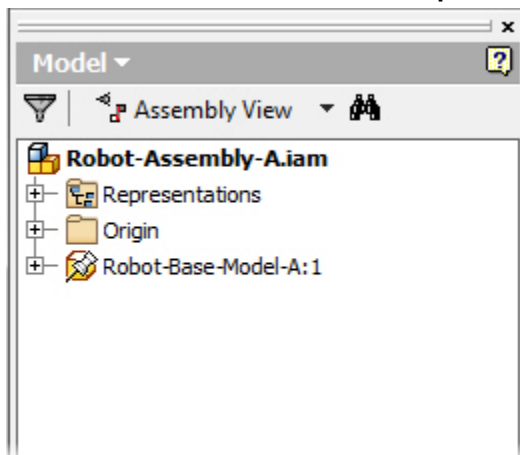 Model
Assembly View
Robot-Assembly-A.iam
Representations
Origin
Robot-Base-Model-A:1